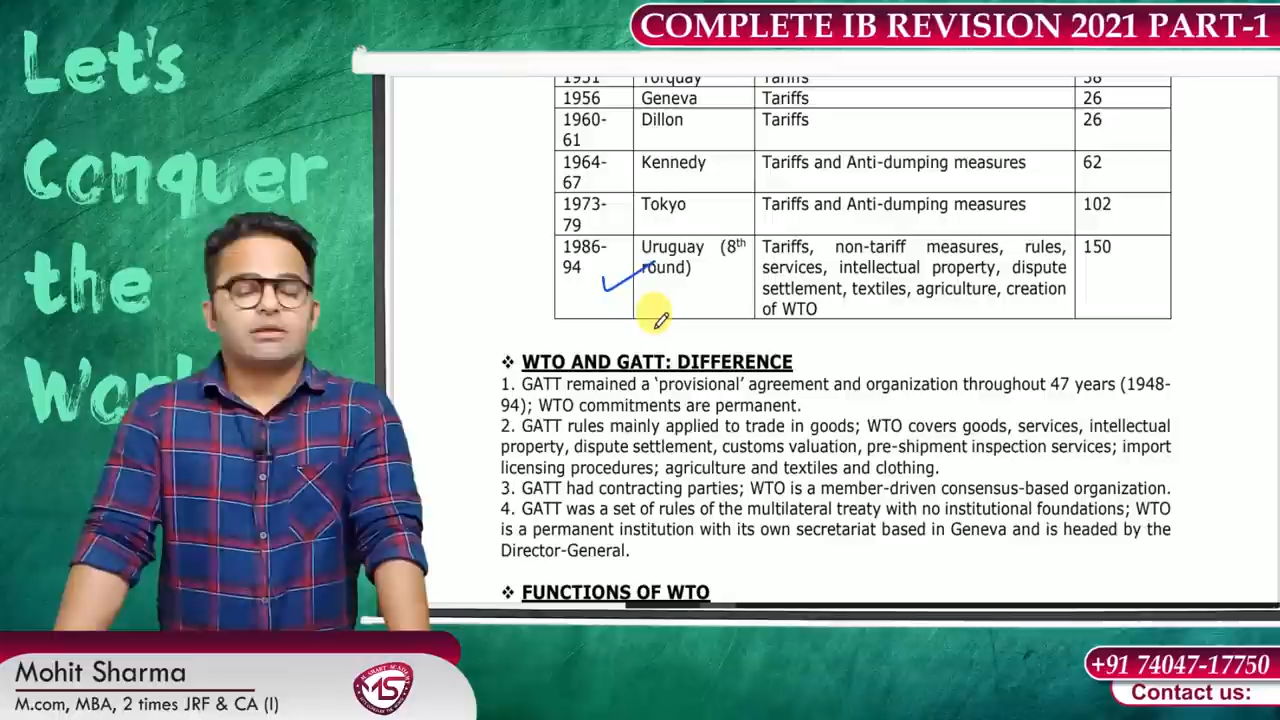 COMPLETE IB REVISION 2021 PART-1
Let's
Conquer
the
1951 Torquay Tariffs 38
1956 Geneva Tariffs 26
1960- Dillon Tariffs 26
61
1964- Kennedy Tariffs and Anti-dumping measures 62
67
1973- Tokyo Tariffs and Anti-dumping measures 102
79
1986- Uruguay (8th Tariffs, non-tariff measures, rules, 150
94 round) services, intellectual property, dispute
settlement, textiles, agriculture, creation
of WTO
❖ WTO AND GATT: DIFFERENCE
1. GATT remained a ‘provisional’ agreement and organization throughout 47 years (1948-
94); WTO commitments are permanent.
2. GATT rules mainly applied to trade in goods; WTO covers goods, services, intellectual
property, dispute settlement, customs valuation, pre-shipment inspection services; import
licensing procedures; agriculture and textiles and clothing.
3. GATT had contracting parties; WTO is a member-driven consensus-based organization.
4. GATT was a set of rules of the multilateral treaty with no institutional foundations; WTO
is a permanent institution with its own secretariat based in Geneva and is headed by the
Director-General.
❖ FUNCTIONS OF WTO
Mohit Sharma
M.com, MBA, 2 times JRF & CA (I)
MS
+91 74047-17750
Contact us: